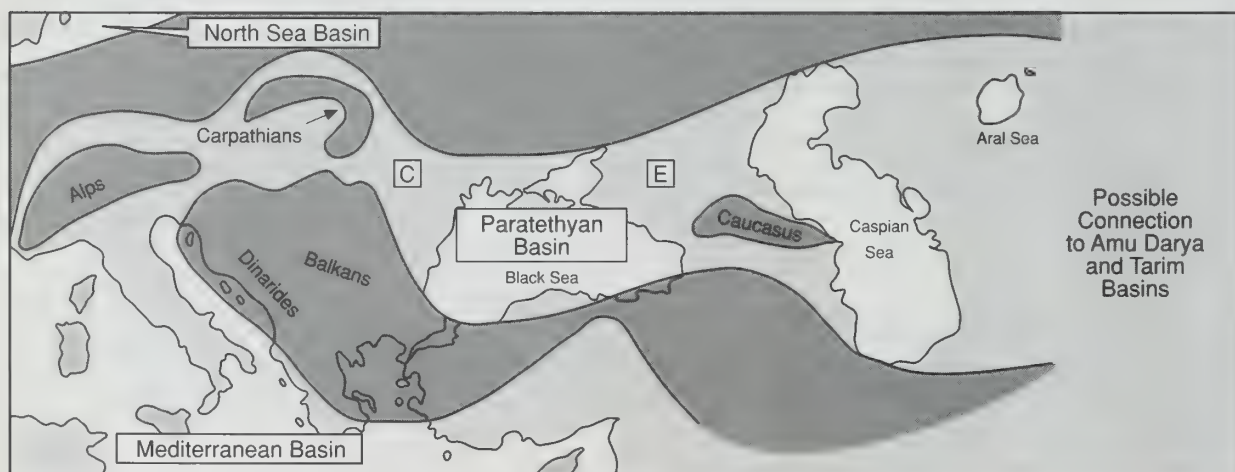 North Sea Basin
Carpathians
Alps
C
E
Aral Sea
Paratethyan
Basin
Black Sea
Caucasus
Caspian
Sea
Balkans
Dinarides
Possible
Connection
to Amu Darya
and Tarim
Basins
Mediterranean Basin